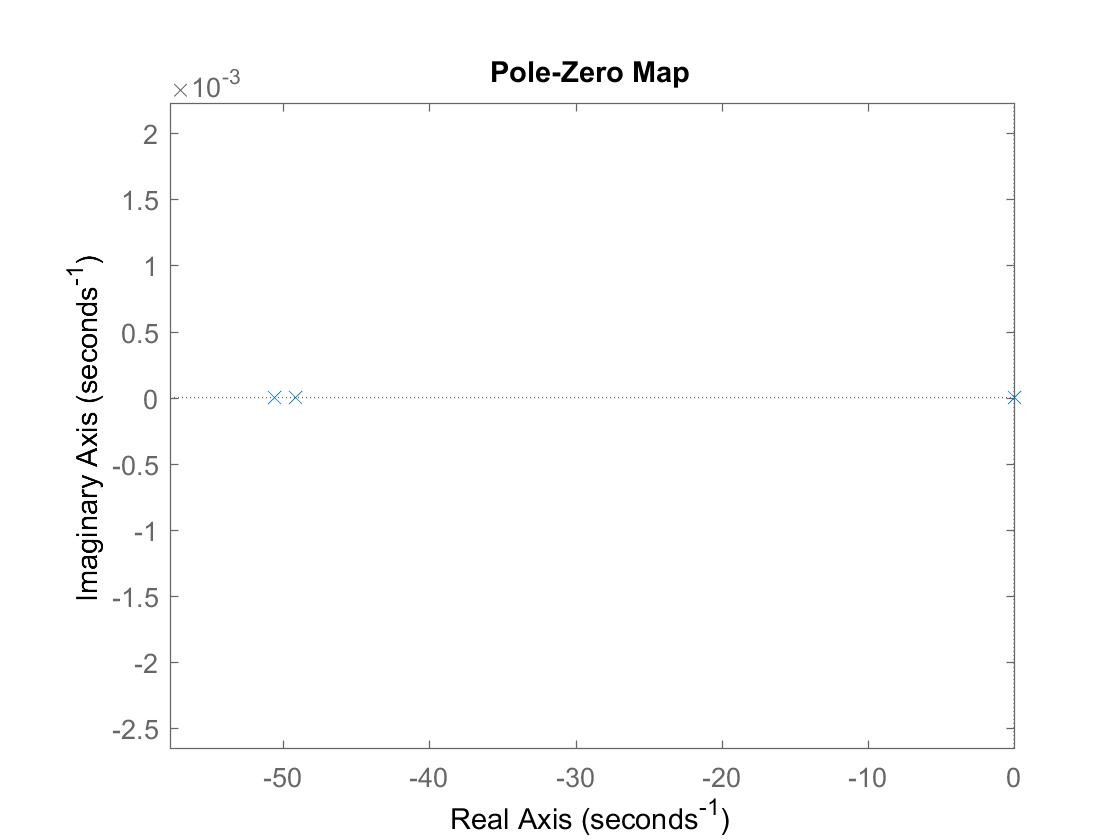 Pole-Zero Map
×10⁻³
2
1.5
1
0.5
0
-0.5
-1
-1.5
-2
-2.5
Imaginary Axis (seconds⁻¹)
-50 -40 -30 -20 -10 0
Real Axis (seconds⁻¹)